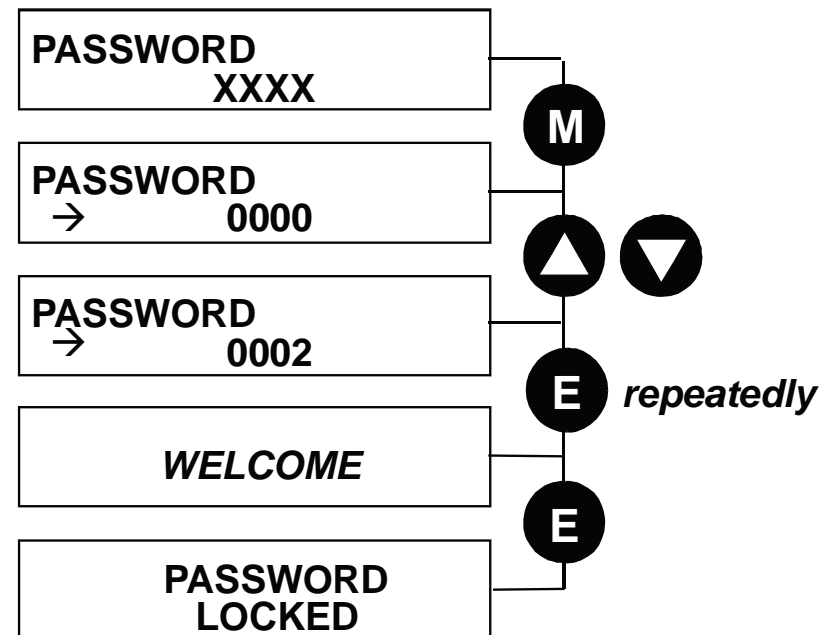 PASSWORD
XXXX
M
PASSWORD
→ 0000
PASSWORD
→ 0002
E repeatedly
WELCOME
E
PASSWORD
LOCKED